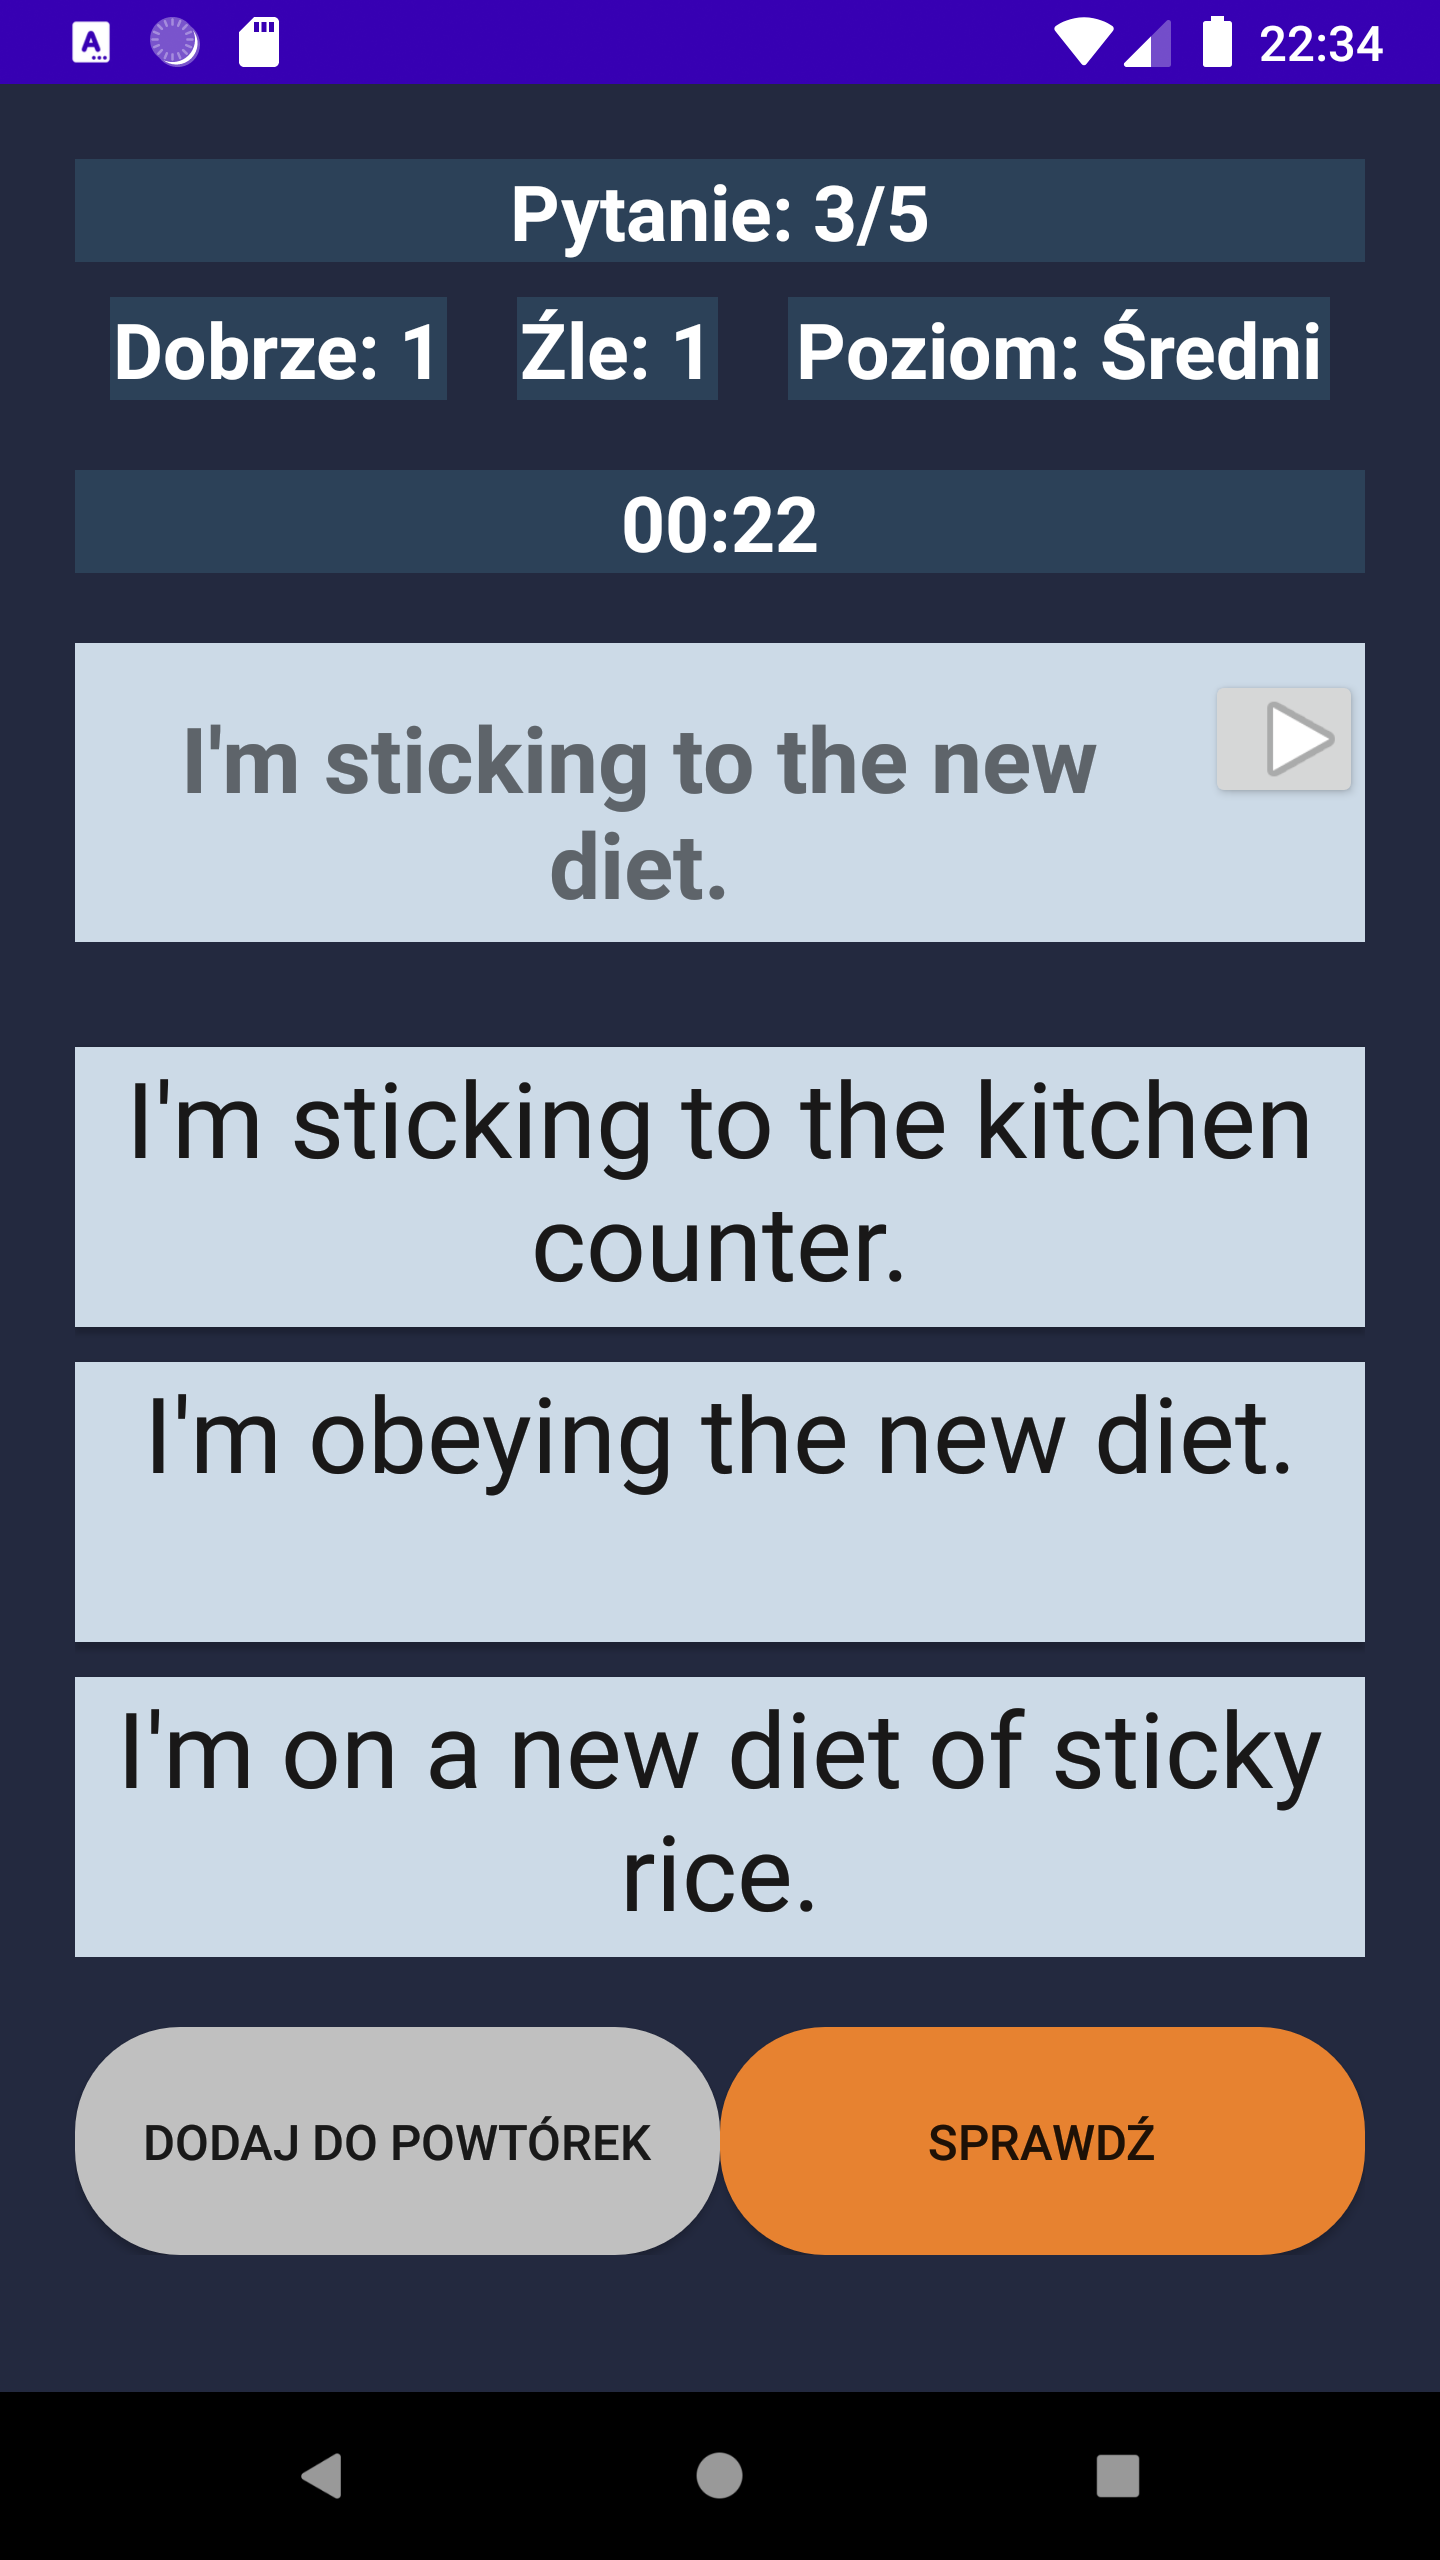 22:34
Pytanie: 3/5
Dobrze: 1 Źle: 1 Poziom: Średni
00:22
I'm sticking to the new
diet.
I'm sticking to the kitchen
counter.
I'm obeying the new diet.
I'm on a new diet of sticky
rice.
DODAJ DO POWTÓREK SPRAWDŹ